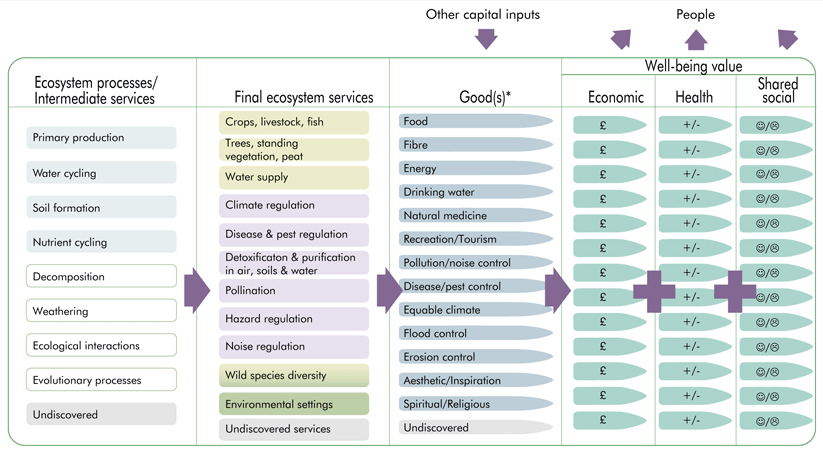 Other capital inputs
People
Well-being value
Ecosystem processes/
Intermediate services
Primary production
Water cycling
Soil formation
Nutrient cycling
Decomposition
Weathering
Ecological interactions
Evolutionary processes
Undiscovered
Final ecosystem services
Crops, livestock, fish
Trees, standing
vegetation, peat
Water supply
Climate regulation
Disease & pest regulation
Detoxificaton & purification
in air, soils & water
Pollination
Hazard regulation
Noise regulation
Wild species diversity
Environmental settings
Undiscovered services
Good(s)*
Food
Fibre
Energy
Drinking water
Natural medicine
Recreation/Tourism
Pollution/noise control
Disease/pest control
Equable climate
Flood control
Erosion control
Aesthetic/Inspiration
Spiritual/Religious
Undiscovered
Economic
£
£
£
£
£
£
£
£
£
£
£
£
£
Health
+/-
+/-
+/-
+/-
+/-
+/-
+/-
+/-
+/-
+/-
+/-
+/-
+/-
Shared
social
☺/☹
☺/☹
☺/☹
☺/☹
☺/☹
☺/☹
☺/☹
☺/☹
☺/☹
☺/☹
☺/☹
☺/☹
☺/☹